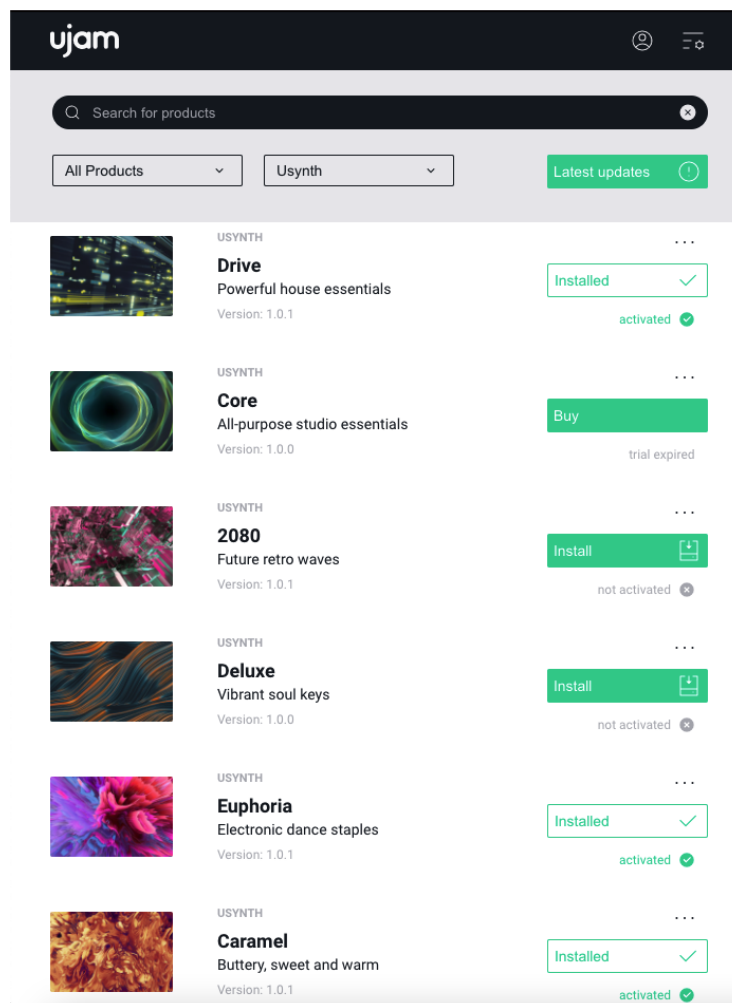 ujam
Search for products
All Products
Usynth
Latest updates
USYNTH
Drive
Powerful house essentials
Version: 1.0.1
...
Installed
activated
USYNTH
Core
All-purpose studio essentials
Version: 1.0.0
...
Buy
trial expired
USYNTH
2080
Future retro waves
Version: 1.0.1
...
Install
not activated
USYNTH
Deluxe
Vibrant soul keys
Version: 1.0.0
...
Install
not activated
USYNTH
Euphoria
Electronic dance staples
Version: 1.0.1
...
Installed
activated
USYNTH
Caramel
Buttery, sweet and warm
Version: 1.0.1
...
Installed
activated